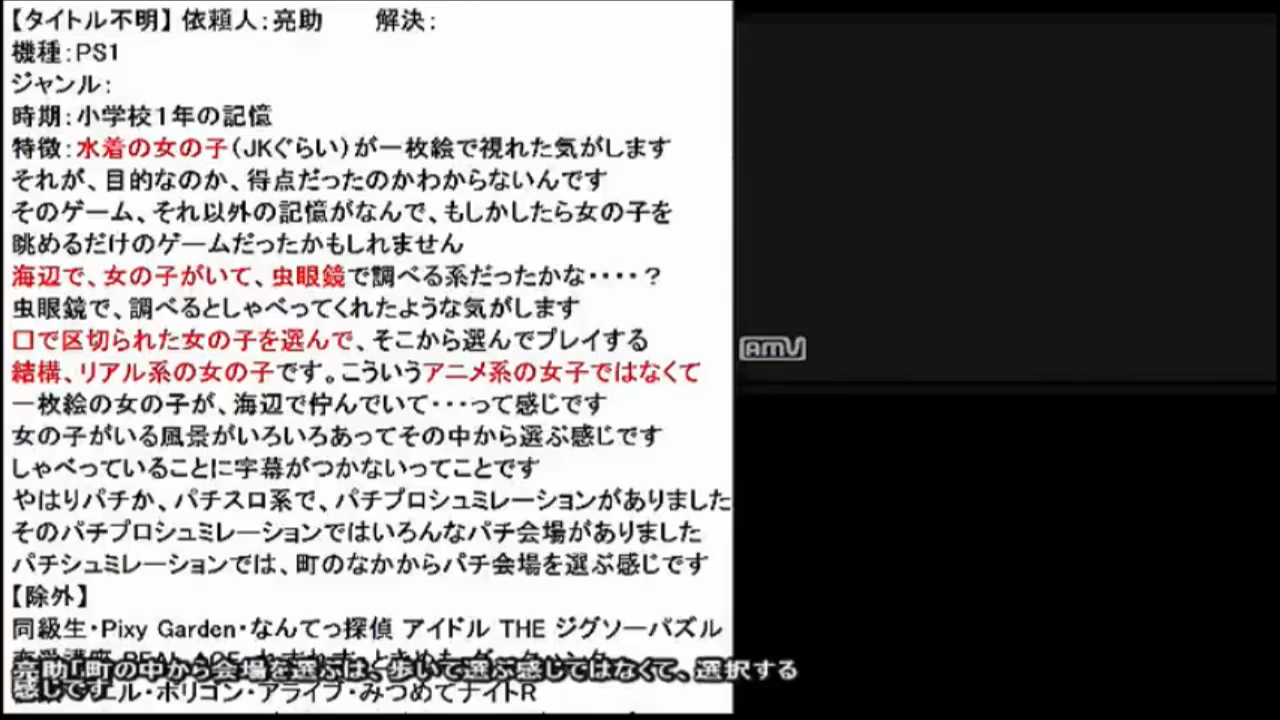 【タイトル不明】 依頼人：亮助　　解決：
機種：PS1
ジャンル：
時期：小学校１年の記憶
特徴：水着の女の子（JKぐらい）が一枚絵で視れた気がします
それが、目的なのか、得点だったのかわからないんです
そのゲーム、それ以外の記憶がなんで、もしかしたら女の子を
眺めるだけのゲームだったかもしれません
海辺で、女の子がいて、虫眼鏡で調べる系だったかな・・・・？
虫眼鏡で、調べるとしゃべってくれたような気がします
口で区切られた女の子を選んで、そこから選んでプレイする
結構、リアル系の女の子です。こういうアニメ系の女子ではなくて
一枚絵の女の子が、海辺で佇んでいて・・・って感じです
女の子がいる風景がいろいろあってその中から選ぶ感じです
しゃべっていることに字幕がつかないってことです
やはりパチか、パチスロ系で、パチプロシュミレーションがありました
そのパチプロシュミレーションではいろんなパチ会場がありました
パチシュミレーションでは、町のなかからパチ会場を選ぶ感じです
【除外】
同級生・Pixy Garden・なんてっ探偵 アイドル THE ジグソーパズル
亮助「町の中から会場を選ぶは、歩いて選ぶ感じではなくて、選択する
感じです
エル・ポリゴン・アライブ・みつめてナイトR
AMV